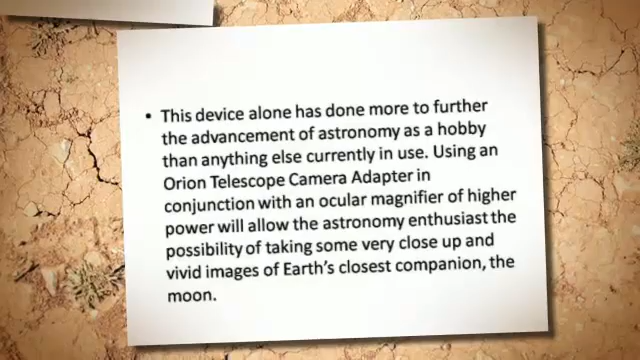 • This device alone has done more to further
the advancement of astronomy as a hobby
than anything else currently in use. Using an
Orion Telescope Camera Adapter in
conjunction with an ocular magnifier of higher
power will allow the astronomy enthusiast the
possibility of taking some very close up and
vivid images of Earth's closest companion, the
moon.